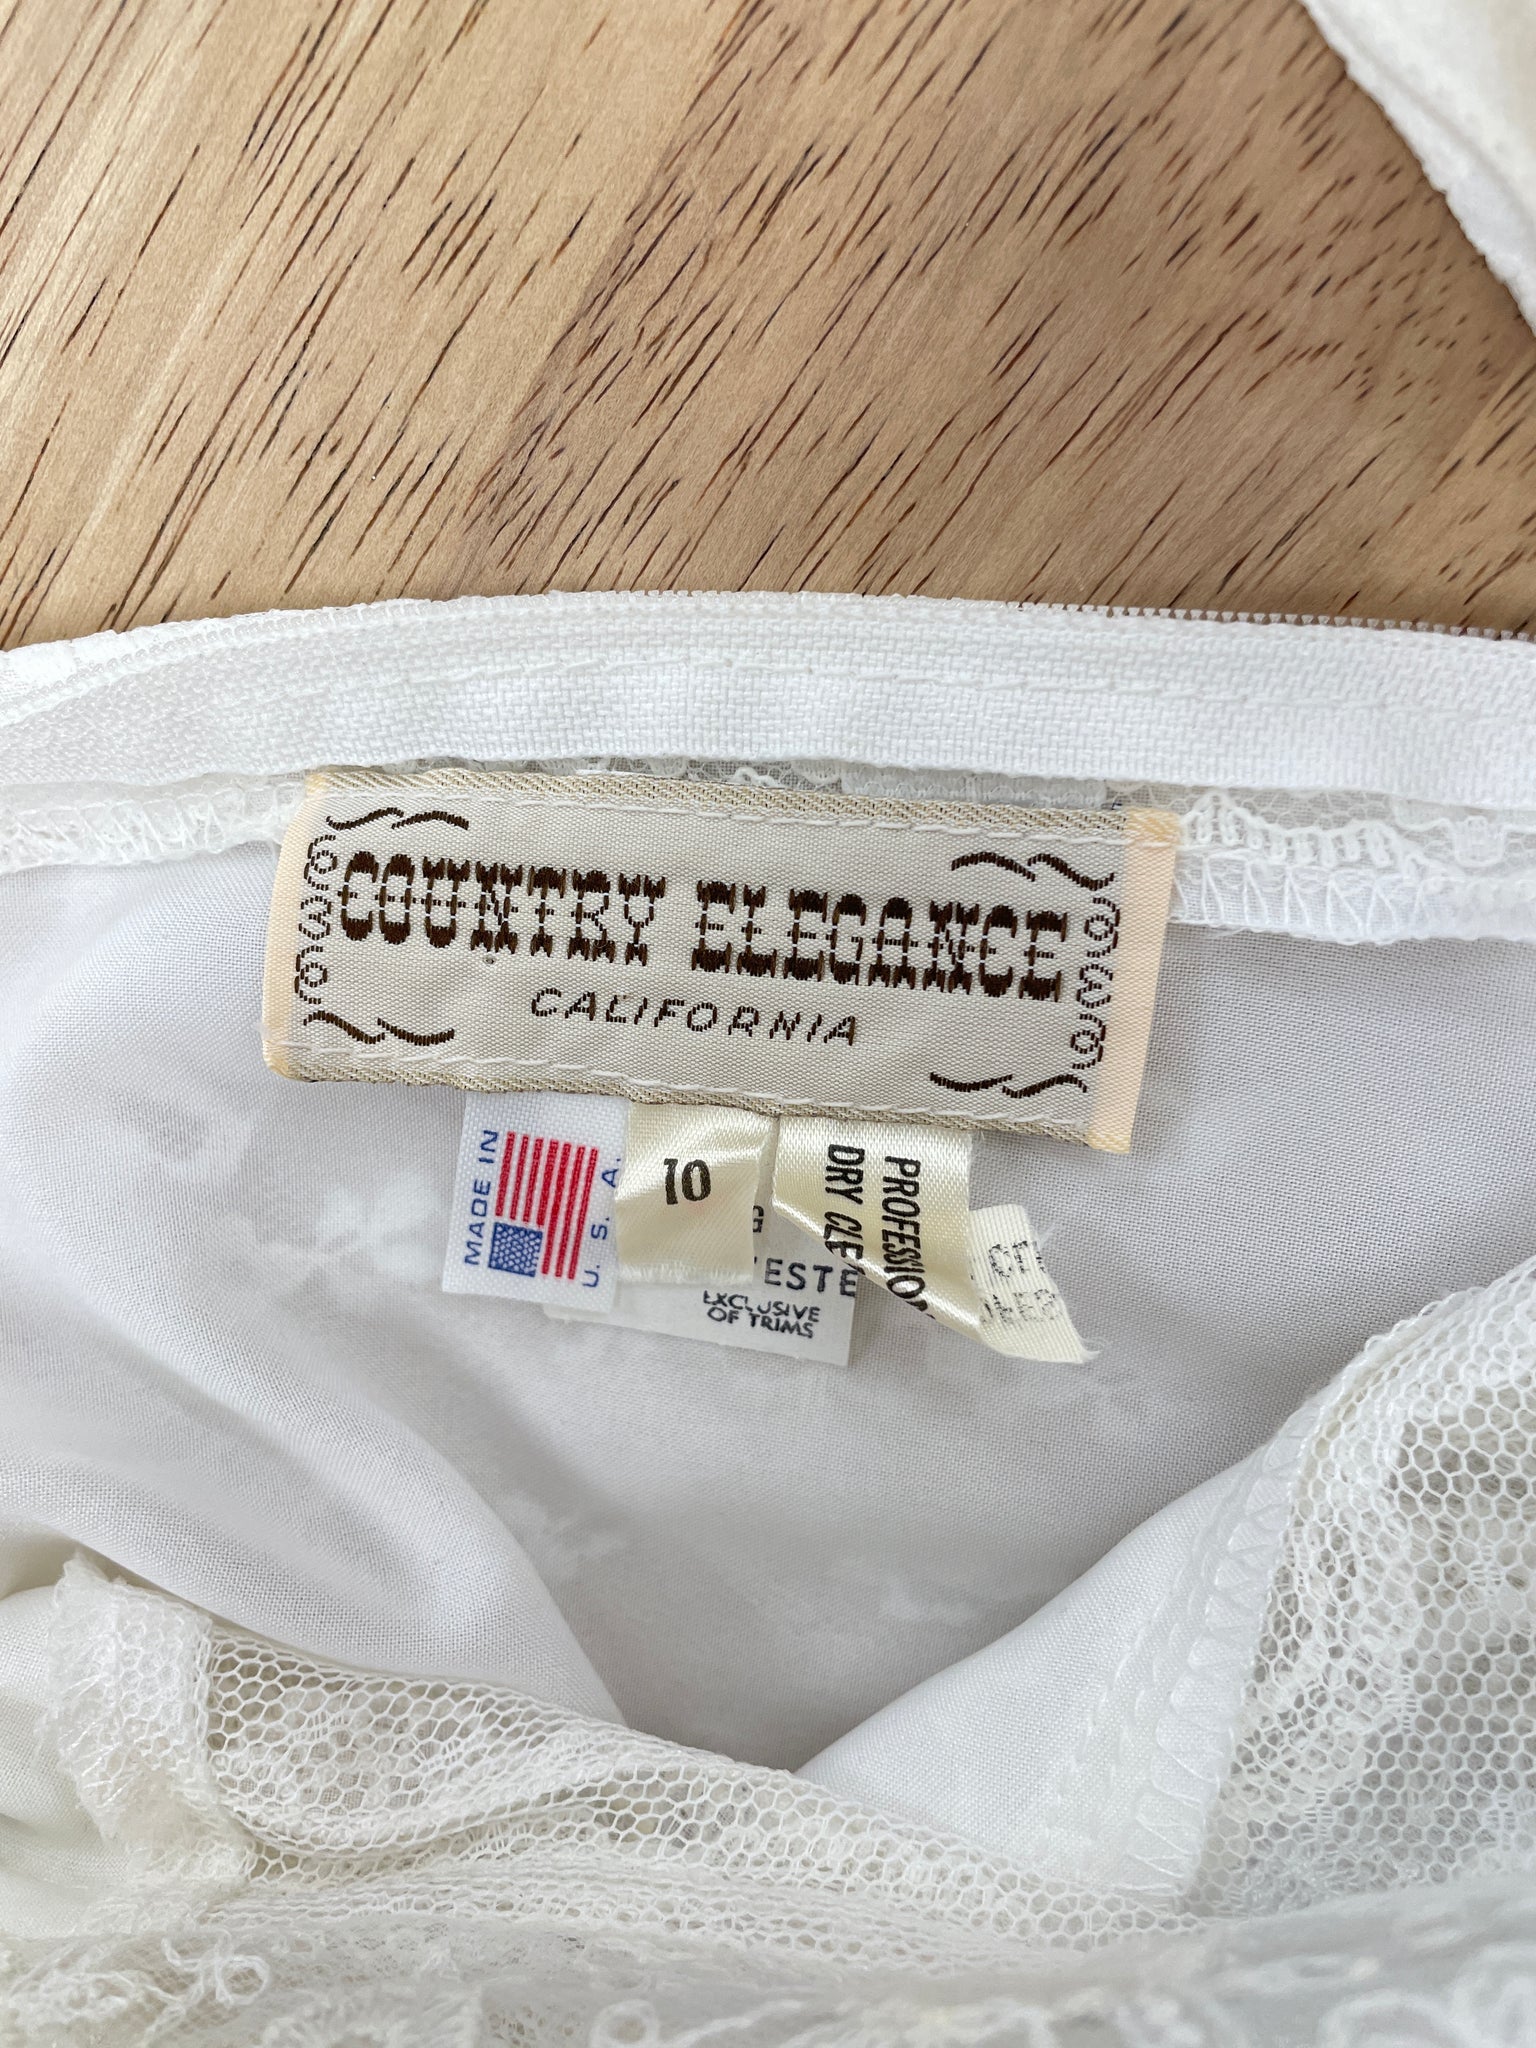 COUNTRY ELEGANCE
CALIFORNIA
MADE IN
U. S. A.
10
EXCLUSIVE
OF TRIMS
PROFESSIO
DRY CLE